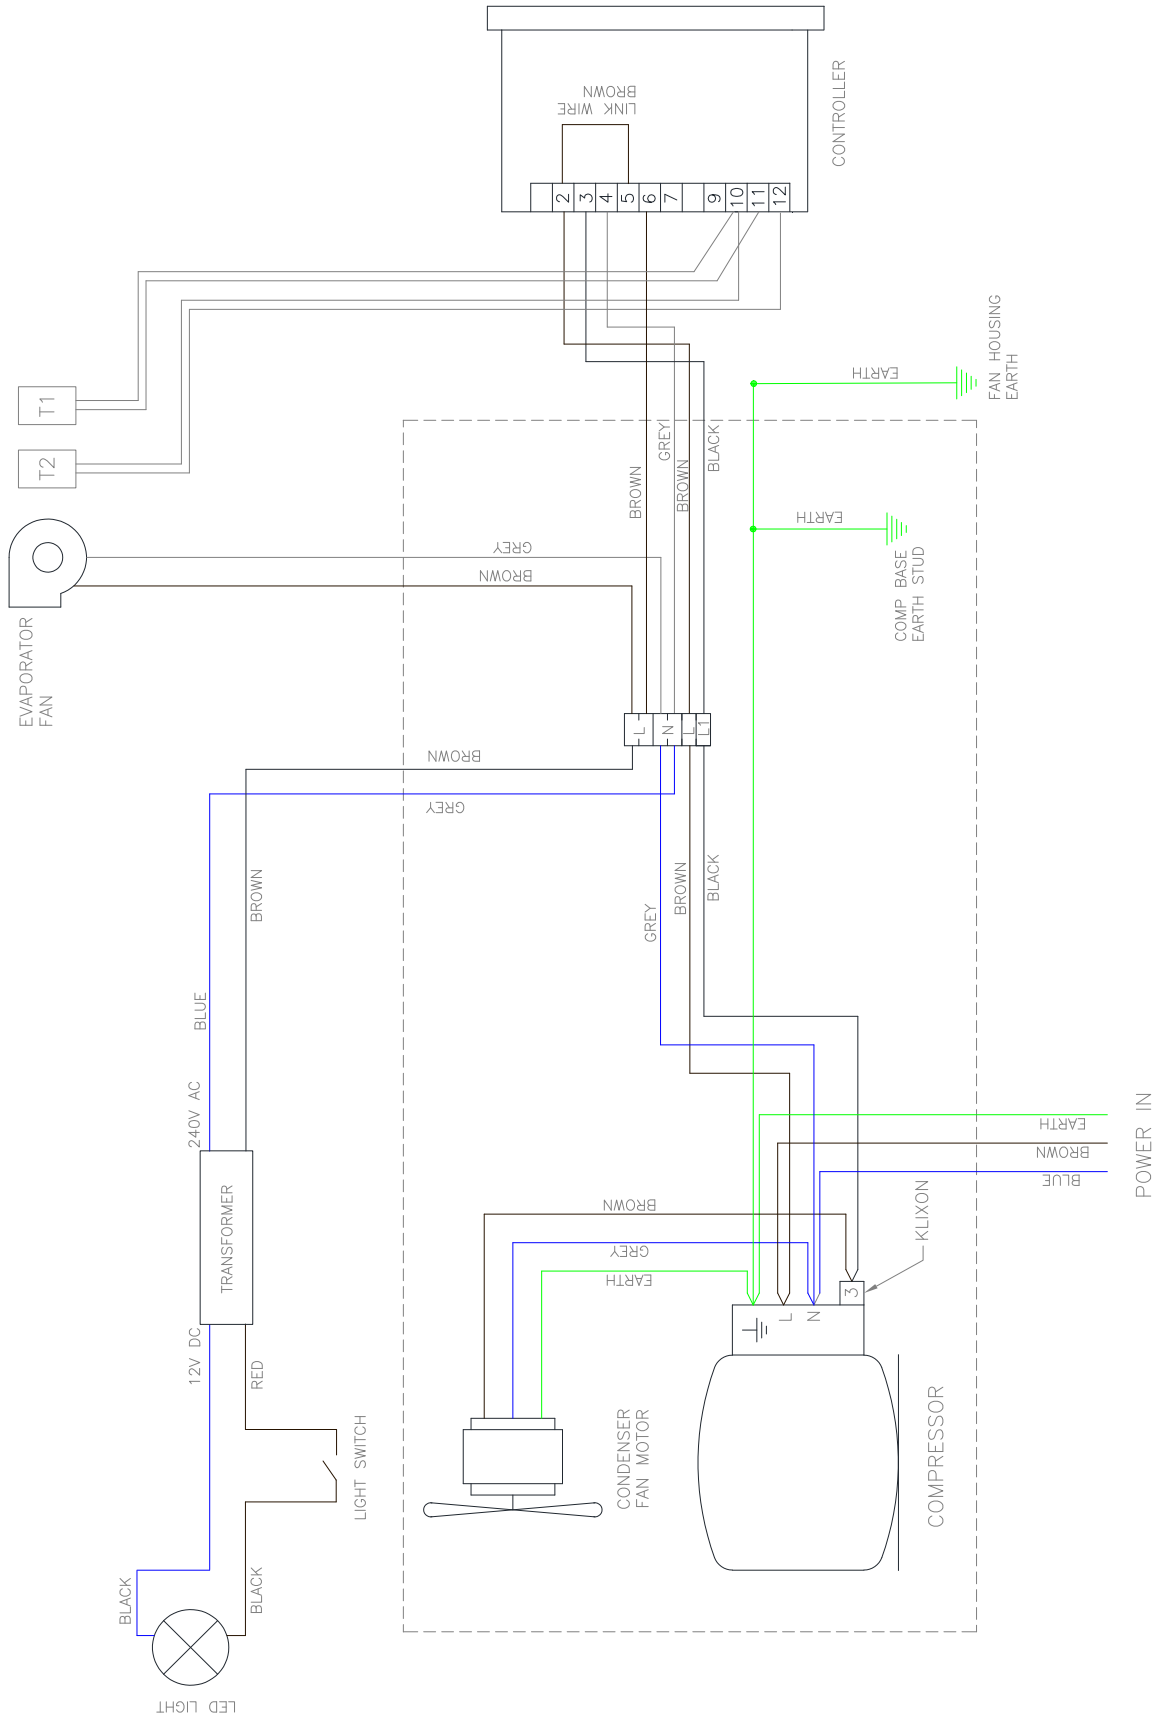 CONTROLLER
LINK WIRE
BROWN
2
3
4
5
6
7
9
10
11
12
T1
T2
EVAPORATOR
FAN
GREY
BROWN
BROWN
GREY
BROWN
BLACK
EARTH
FAN HOUSING
EARTH
EARTH
COMP BASE
EARTH STUD
L
N
L
L1
BROWN
GREY
BROWN
BLUE
240V AC
TRANSFORMER
12V DC
RED
LIGHT SWITCH
BLACK
BLACK
LED LIGHT
GREY
BROWN
BLACK
EARTH
BROWN
BLUE
POWER IN
BROWN
GREY
EARTH
KLIXON
3
L
N
CONDENSER
FAN MOTOR
COMPRESSOR